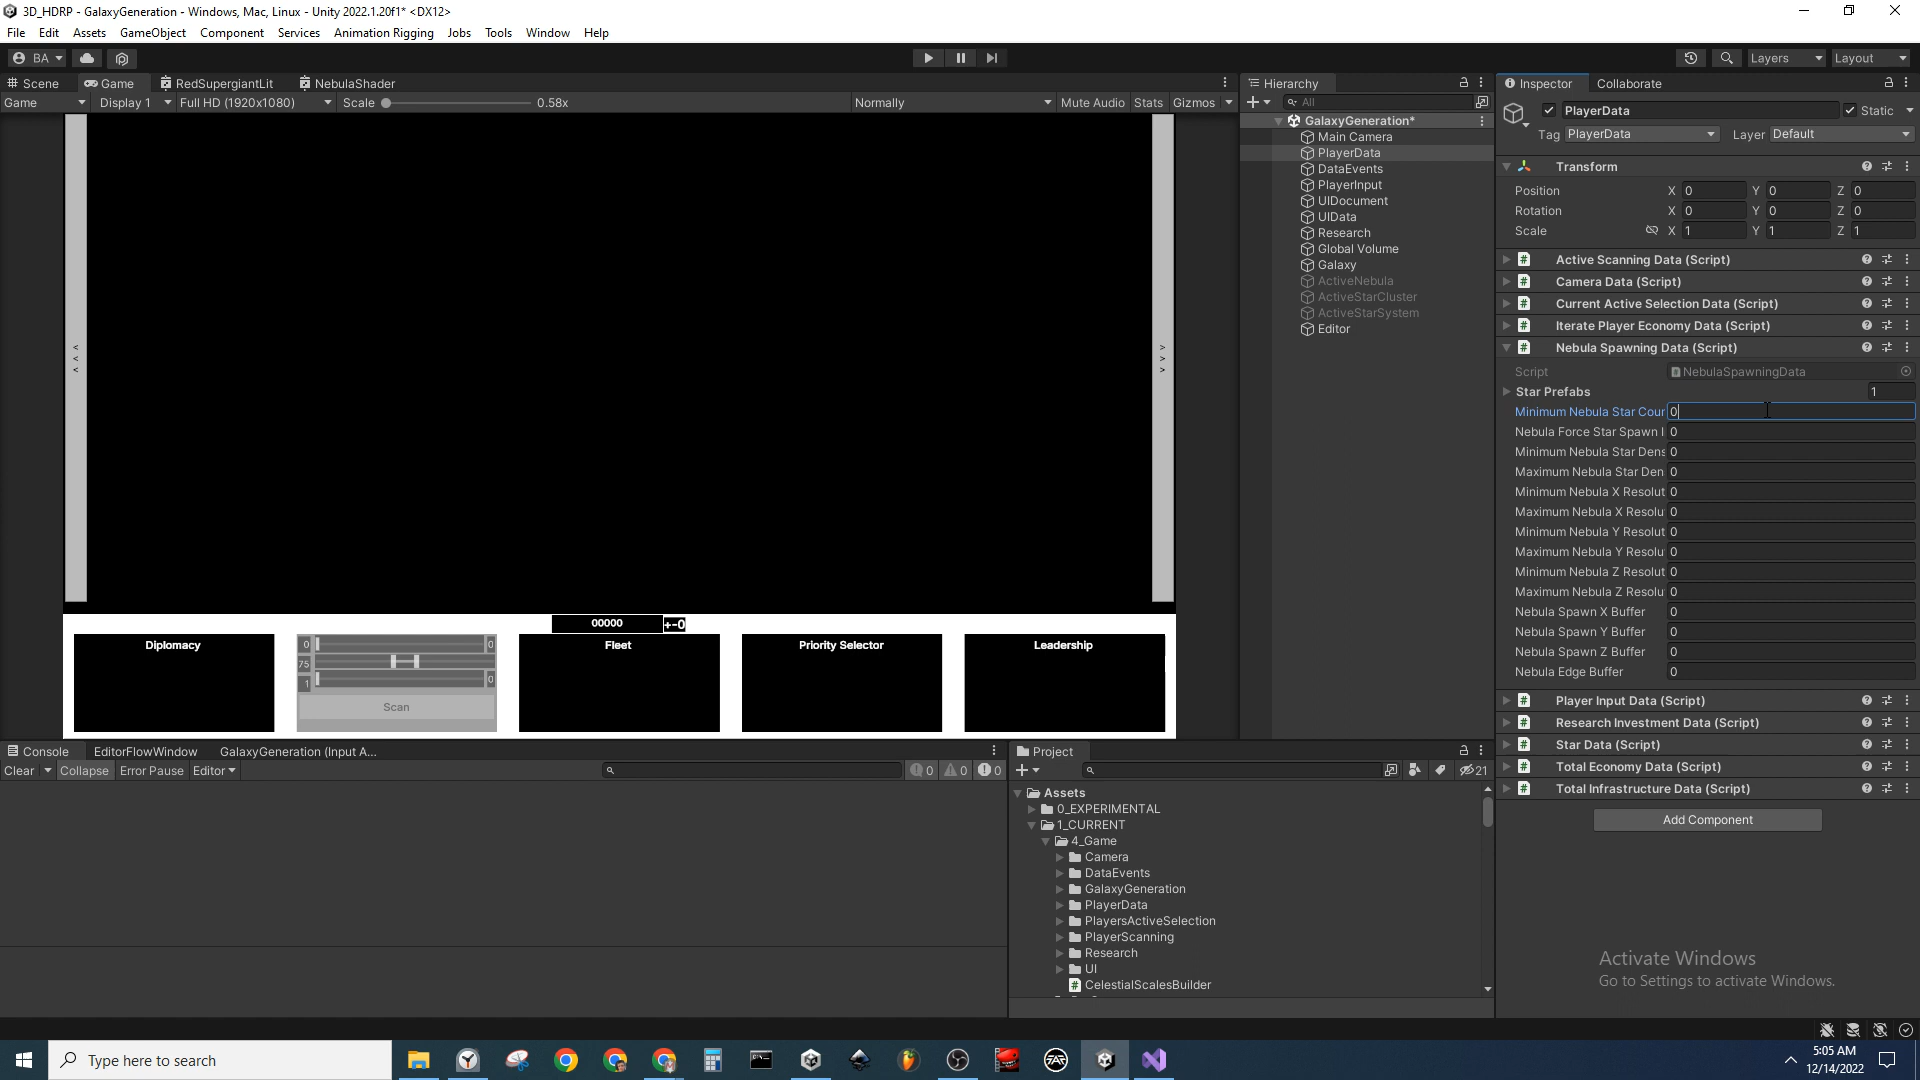 3D_HDRP - GalaxyGeneration - Windows, Mac, Linux - Unity 2022.1.20f1* <DX12>
File Edit Assets GameObject Component Services Animation Rigging Jobs Tools Window Help
BA Layers Layout
Scene Game RedSupergiantLit NebulaShader
Game Display 1 Full HD (1920x1080) Scale 0.58x Normally Mute Audio Stats Gizmos
<
<
<
>
>
>
00000 +-0
Diplomacy
0 0
75
1 0
Scan
Fleet
Priority Selector
Leadership
Hierarchy
All
GalaxyGeneration*
Main Camera
PlayerData
DataEvents
PlayerInput
UIDocument
UIData
Research
Global Volume
Galaxy
ActiveNebula
ActiveStarCluster
ActiveStarSystem
Editor
Inspector Collaborate
PlayerData Static
Tag PlayerData Layer Default
Transform
Position X 0 Y 0 Z 0
Rotation X 0 Y 0 Z 0
Scale X 1 Y 1 Z 1
# Active Scanning Data (Script)
# Camera Data (Script)
# Current Active Selection Data (Script)
# Iterate Player Economy Data (Script)
# Nebula Spawning Data (Script)
Script NebulaSpawningData
Star Prefabs 1
Minimum Nebula Star Cour 0
Nebula Force Star Spawn I 0
Minimum Nebula Star Dens 0
Maximum Nebula Star Den 0
Minimum Nebula X Resolut 0
Maximum Nebula X Resolu 0
Minimum Nebula Y Resolut 0
Maximum Nebula Y Resolu 0
Minimum Nebula Z Resolut 0
Maximum Nebula Z Resolu 0
Nebula Spawn X Buffer 0
Nebula Spawn Y Buffer 0
Nebula Spawn Z Buffer 0
Nebula Edge Buffer 0
# Player Input Data (Script)
# Research Investment Data (Script)
# Star Data (Script)
# Total Economy Data (Script)
# Total Infrastructure Data (Script)
Add Component
Console EditorFlowWindow GalaxyGeneration (Input A...
Clear Collapse Error Pause Editor 0 0 0
Project
21
Assets
0_EXPERIMENTAL
1_CURRENT
4_Game
Camera
DataEvents
GalaxyGeneration
PlayerData
PlayersActiveSelection
PlayerScanning
Research
UI
# CelestialScalesBuilder
Activate Windows
Go to Settings to activate Windows.
Type here to search
5:05 AM
12/14/2022